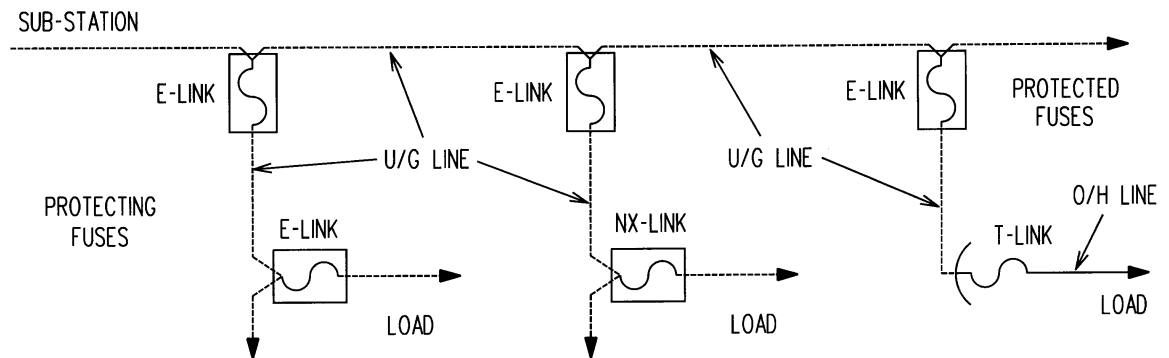 SUB-STATION
E-LINK
E-LINK
E-LINK
PROTECTED
FUSES
U/G LINE
U/G LINE
PROTECTING
FUSES
E-LINK
NX-LINK
T-LINK
O/H LINE
LOAD
LOAD
LOAD